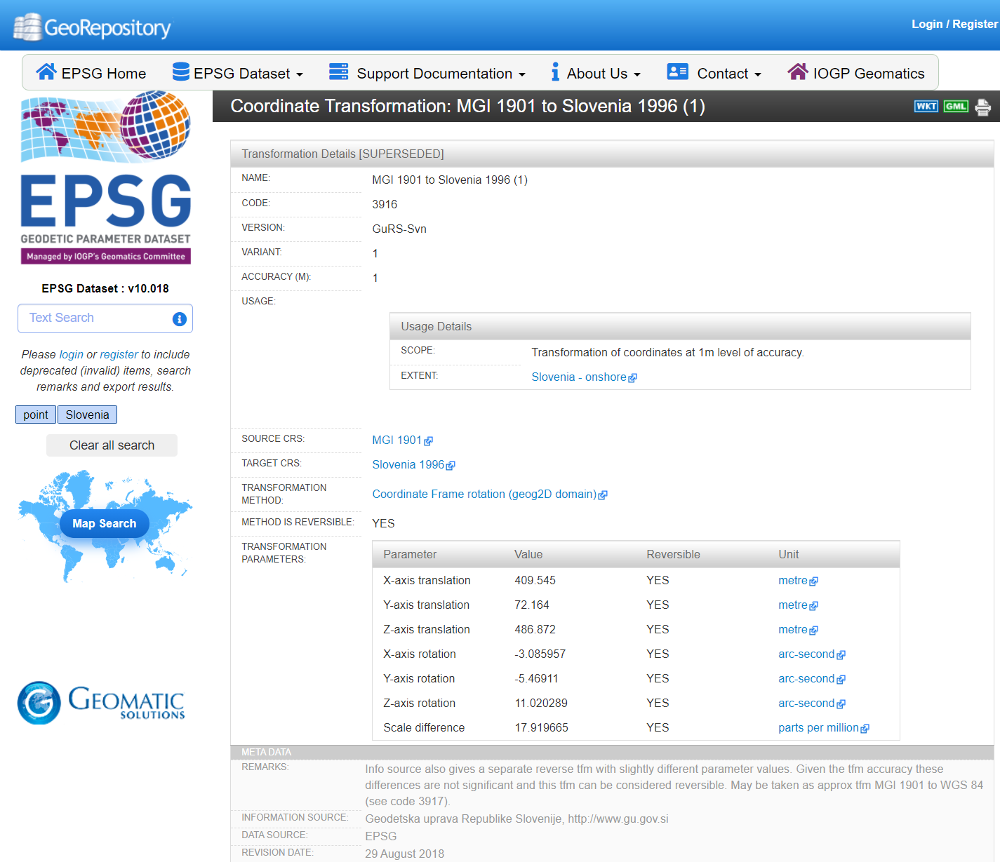 GeoRepository
Login / Register
EPSG Home EPSG Dataset Support Documentation About Us Contact IOGP Geomatics
Coordinate Transformation: MGI 1901 to Slovenia 1996 (1)
WKT GML
EPSG
GEODETIC PARAMETER DATASET
Managed by IOGP's Geomatics Committee
EPSG Dataset : v10.018
Text Search
Please login or register to include
deprecated (invalid) items, search
remarks and export results.
point Slovenia
Clear all search
Map Search
GEOMATIC
SOLUTIONS
Transformation Details [SUPERSEDED]
NAME: MGI 1901 to Slovenia 1996 (1)
CODE: 3916
VERSION: GuRS-Svn
VARIANT: 1
ACCURACY (M): 1
USAGE:
Usage Details
SCOPE: Transformation of coordinates at 1m level of accuracy.
EXTENT: Slovenia - onshore
SOURCE CRS: MGI 1901
TARGET CRS: Slovenia 1996
TRANSFORMATION
METHOD: Coordinate Frame rotation (geog2D domain)
METHOD IS REVERSIBLE: YES
TRANSFORMATION
PARAMETERS:
Parameter Value Reversible Unit
X-axis translation 409.545 YES metre
Y-axis translation 72.164 YES metre
Z-axis translation 486.872 YES metre
X-axis rotation -3.085957 YES arc-second
Y-axis rotation -5.46911 YES arc-second
Z-axis rotation 11.020289 YES arc-second
Scale difference 17.919665 YES parts per million
META DATA
REMARKS: Info source also gives a separate reverse tfm with slightly different parameter values. Given the tfm accuracy these
differences are not significant and this tfm can be considered reversible. May be taken as approx tfm MGI 1901 to WGS 84
(see code 3917).
INFORMATION SOURCE: Geodetska uprava Republike Slovenije, http://www.gu.gov.si
DATA SOURCE: EPSG
REVISION DATE: 29 August 2018